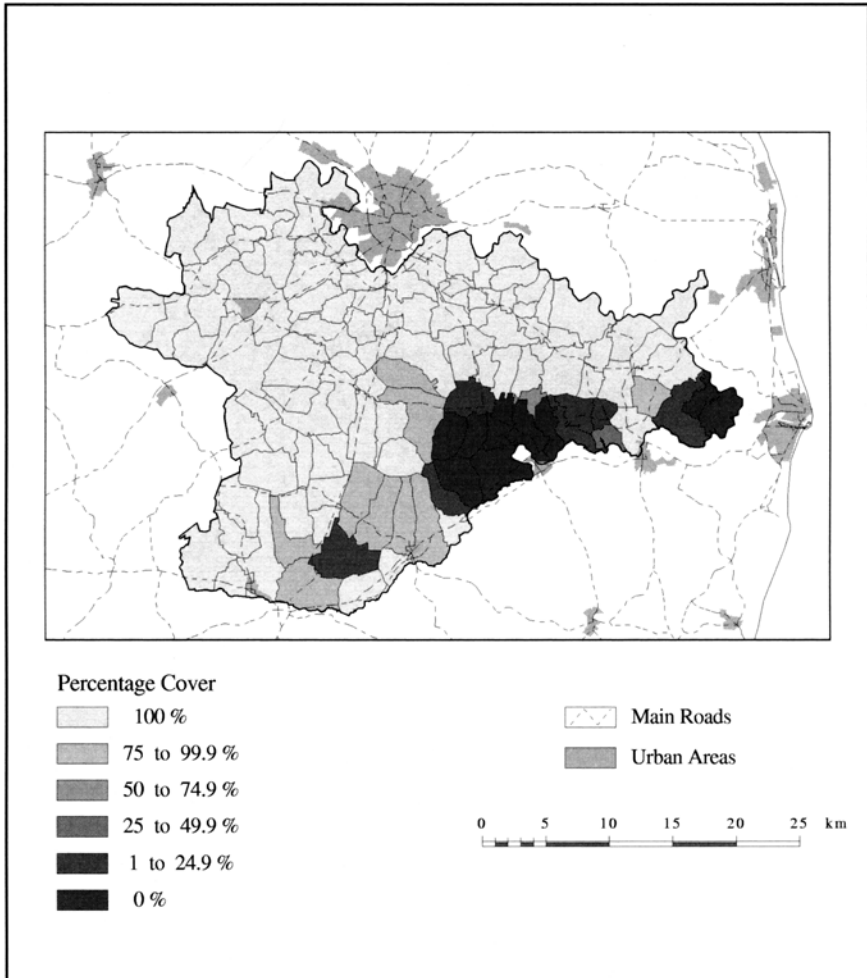 Percentage Cover
100 %
75 to 99.9 %
50 to 74.9 %
25 to 49.9 %
1 to 24.9 %
0 %
Main Roads
Urban Areas
0 5 10 15 20 25 km